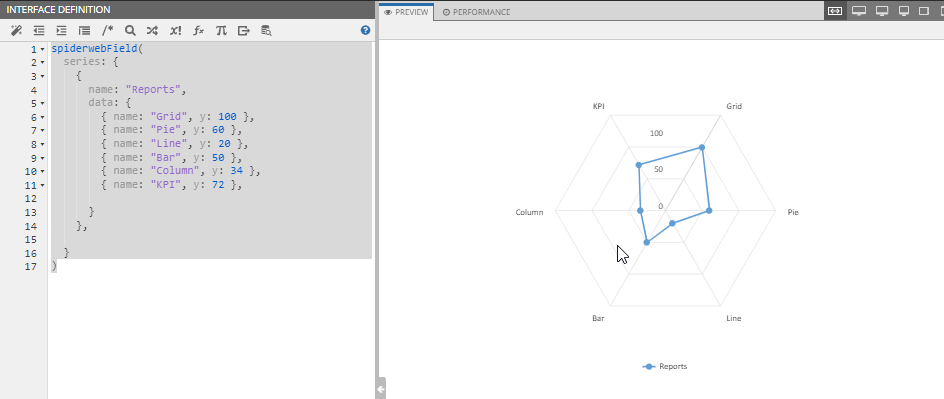 INTERFACE DEFINITION
/* x! fx π ?
1 spiderwebField(
2 series: {
3 {
4 name: "Reports",
5 data: {
6 { name: "Grid", y: 100 },
7 { name: "Pie", y: 60 },
8 { name: "Line", y: 20 },
9 { name: "Bar", y: 50 },
10 { name: "Column", y: 34 },
11 { name: "KPI", y: 72 },
12
13 }
14 },
15
16 }
17 )
PREVIEW PERFORMANCE
KPI Grid
100
50
Column 0 Pie
Bar Line
Reports